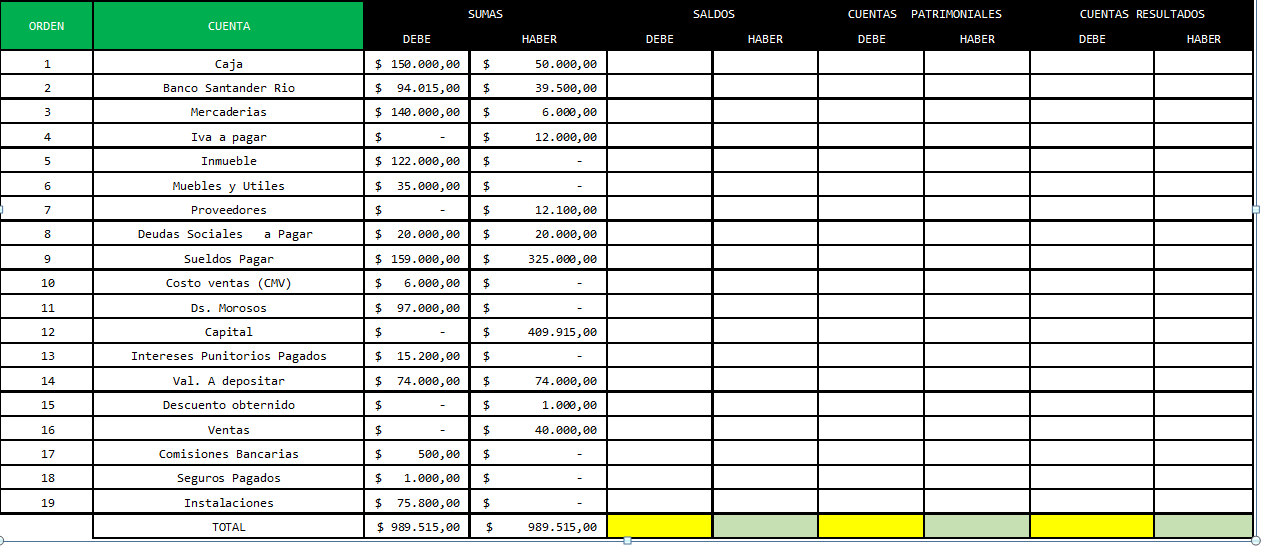 ORDEN CUENTA SUMAS SALDOS CUENTAS PATRIMONIALES CUENTAS RESULTADOS
DEBE HABER DEBE HABER DEBE HABER DEBE HABER
1 Caja $ 150.000,00 $ 50.000,00
2 Banco Santander Rio $ 94.015,00 $ 39.500,00
3 Mercaderias $ 140.000,00 $ 6.000,00
4 Iva a pagar $ - $ 12.000,00
5 Inmueble $ 122.000,00 $ -
6 Muebles y Utiles $ 35.000,00 $ -
7 Proveedores $ - $ 12.100,00
8 Deudas Sociales a Pagar $ 20.000,00 $ 20.000,00
9 Sueldos Pagar $ 159.000,00 $ 325.000,00
10 Costo ventas (CMV) $ 6.000,00 $ -
11 Ds. Morosos $ 97.000,00 $ -
12 Capital $ - $ 409.915,00
13 Intereses Punitorios Pagados $ 15.200,00 $ -
14 Val. A depositar $ 74.000,00 $ 74.000,00
15 Descuento obternido $ - $ 1.000,00
16 Ventas $ - $ 40.000,00
17 Comisiones Bancarias $ 500,00 $ -
18 Seguros Pagados $ 1.000,00 $ -
19 Instalaciones $ 75.800,00 $ -
TOTAL $ 989.515,00 $ 989.515,00